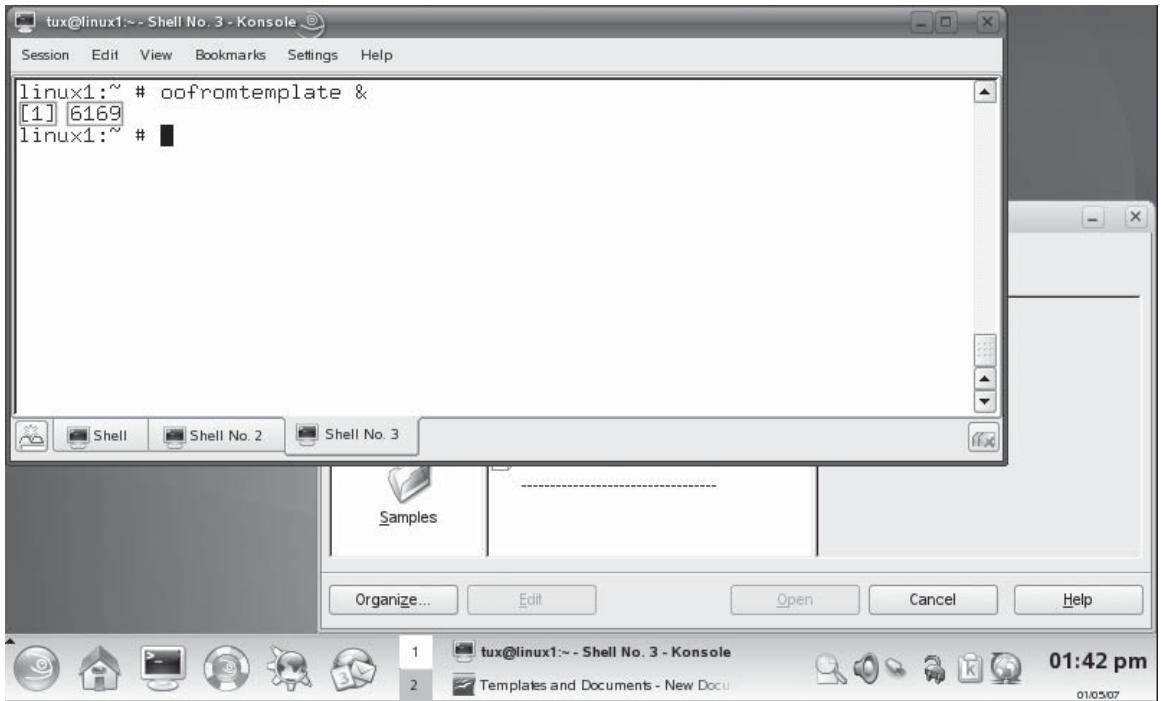 tux@linux1:~ - Shell No. 3 - Konsole
Session Edit View Bookmarks Settings Help
linux1:~ # oofromtemplate &
[1] 6169
linux1:~ #
Shell Shell No. 2 Shell No. 3
Samples
---------------------------------
Organize... Edit Open Cancel Help
1 tux@linux1:~ - Shell No. 3 - Konsole
2 Templates and Documents - New Docu
01:42 pm
01/05/07